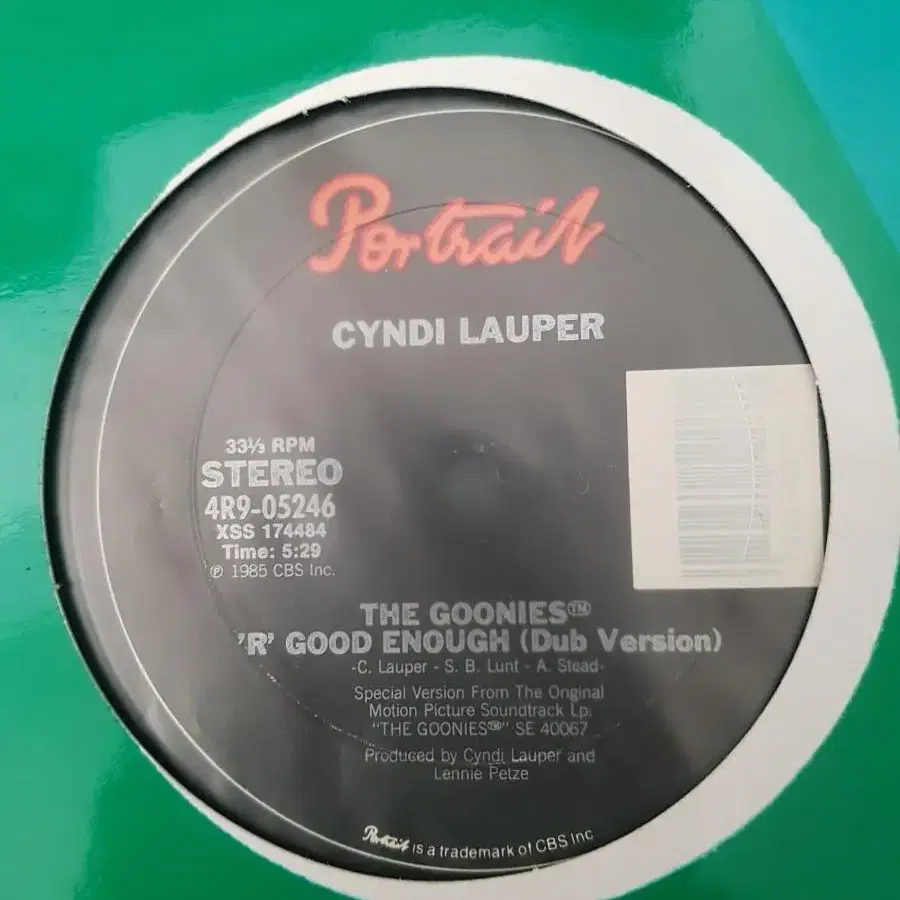 Portrait
CYNDI LAUPER
33⅓ RPM
STEREO
4R9-05246
XSS 174484
Time: 5:29
℗ 1985 CBS Inc.
THE GOONIES™
'R' GOOD ENOUGH (Dub Version)
-C. Lauper - S. B. Lunt - A. Stead-
Special Version From The Original
Motion Picture Soundtrack Lp:
"THE GOONIES™" SE 40067
Produced by Cyndi Lauper and
Lennie Petze
Portrait is a trademark of CBS Inc